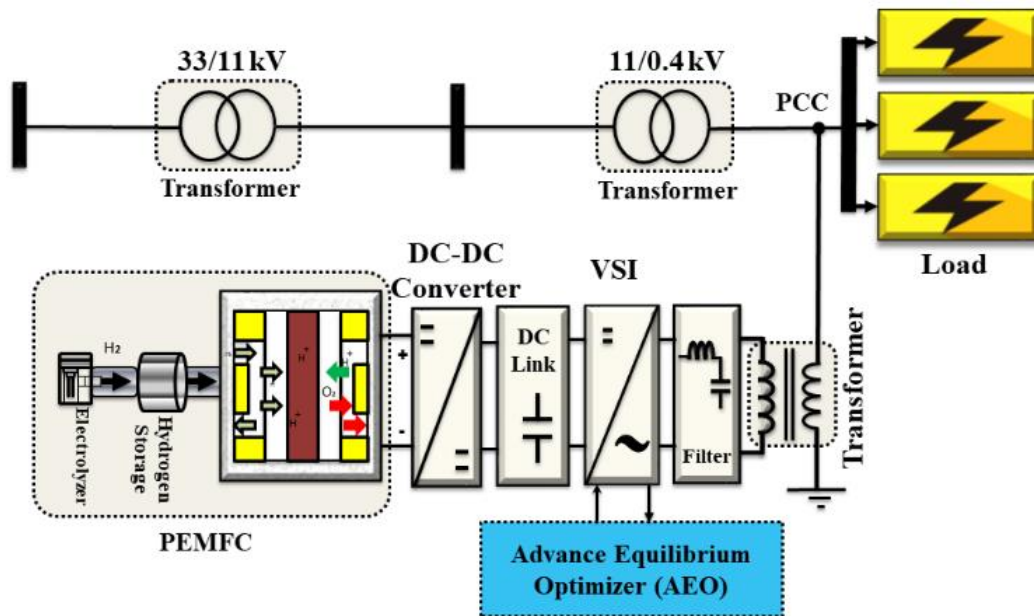 33/11 kV
11/0.4 kV
PCC
Transformer
Transformer
Load
DC-DC
Converter
VSI
H₂
DC
Link
H⁺
H⁺
H⁺
O₂
+
-
Filter
Transformer
Electrolyzer
Hydrogen
Storage
PEMFC
Advance Equilibrium
Optimizer (AEO)